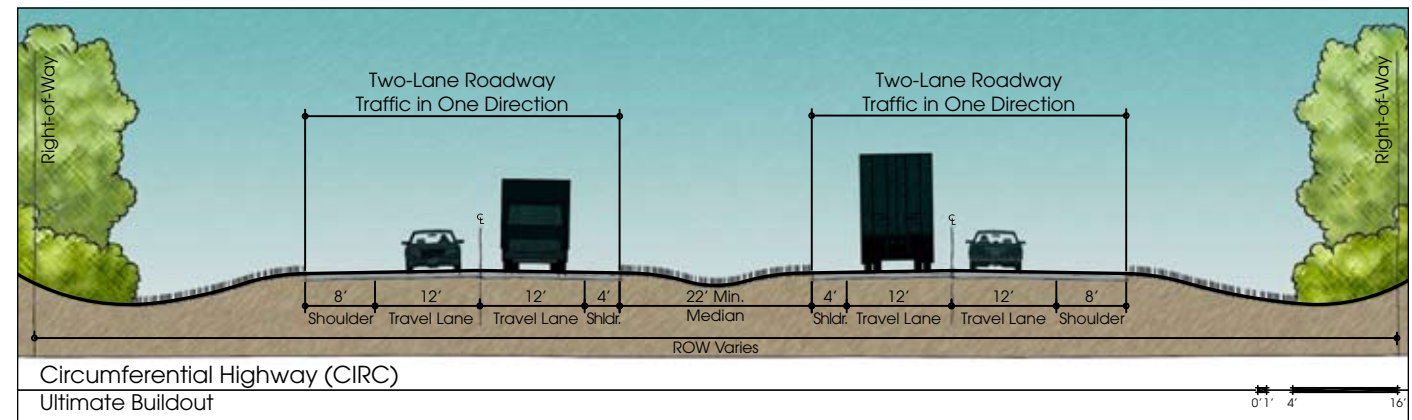 Right-of-Way
Two-Lane Roadway
Traffic in One Direction
Two-Lane Roadway
Traffic in One Direction
Right-of-Way
℄
℄
8’ 12’ 12’ 4’ 22’ Min. 4’ 12’ 12’ 8’
Shoulder Travel Lane Travel Lane Shldr. Median Shldr. Travel Lane Travel Lane Shoulder
ROW Varies
Circumferential Highway (CIRC)
Ultimate Buildout
0’ 1’ 4’ 16’